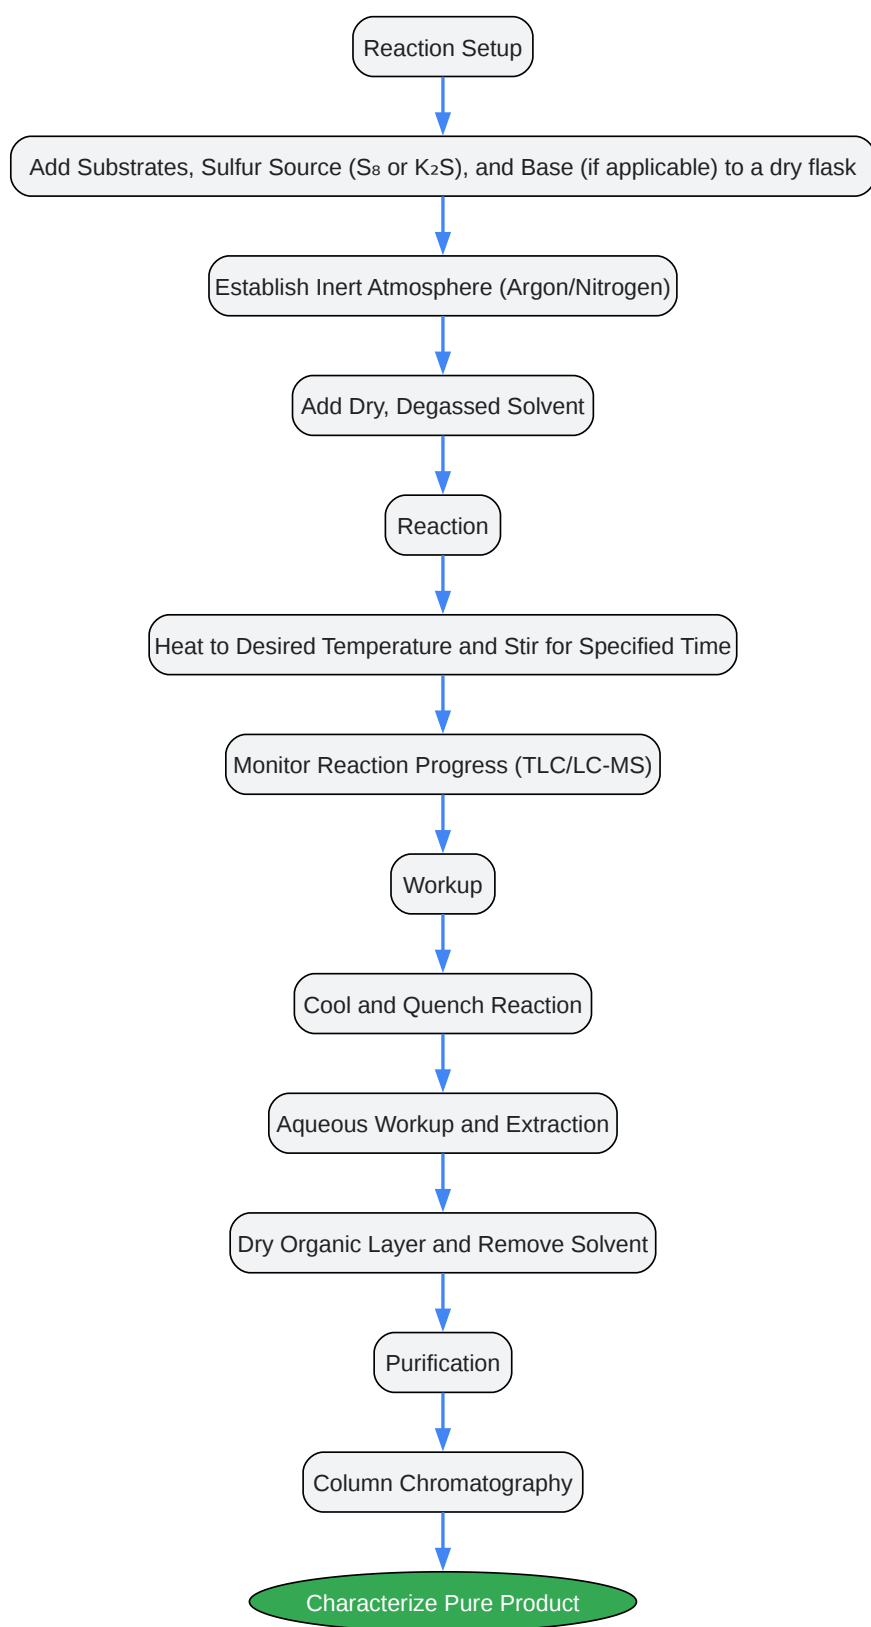 Reaction Setup
Add Substrates, Sulfur Source (S₈ or K₂S), and Base (if applicable) to a dry flask
Establish Inert Atmosphere (Argon/Nitrogen)
Add Dry, Degassed Solvent
Reaction
Heat to Desired Temperature and Stir for Specified Time
Monitor Reaction Progress (TLC/LC-MS)
Workup
Cool and Quench Reaction
Aqueous Workup and Extraction
Dry Organic Layer and Remove Solvent
Purification
Column Chromatography
Characterize Pure Product